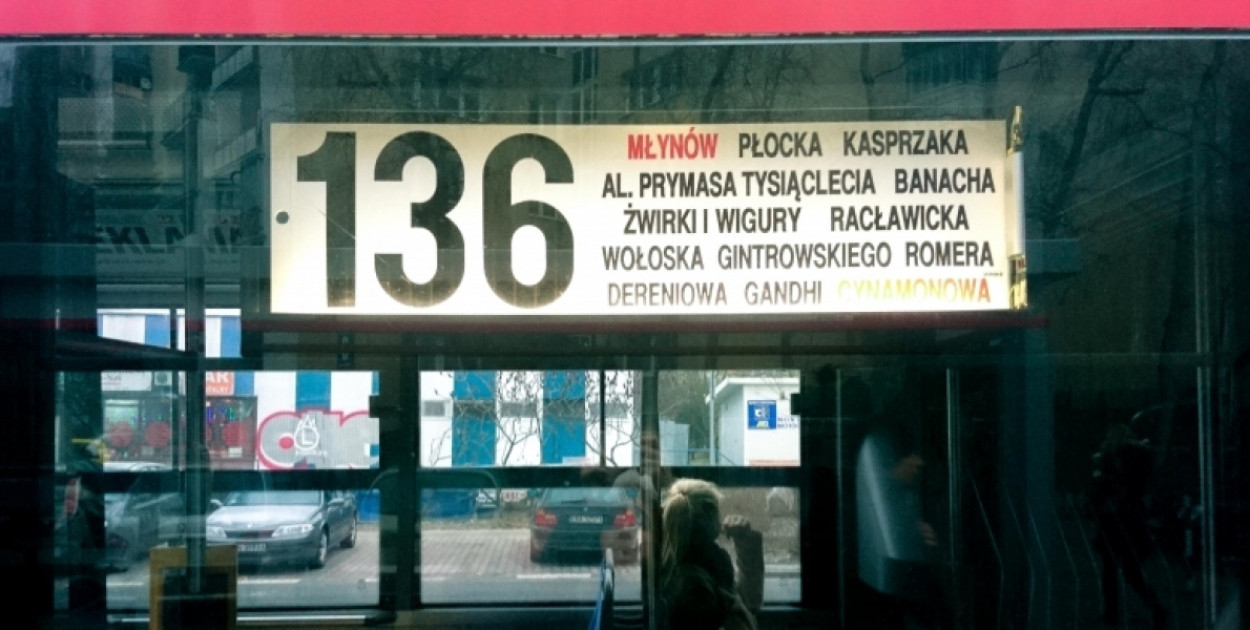 136
MŁYNÓW PŁOCKA KASPRZAKA
AL. PRYMASA TYSIĄCLECIA BANACHA
ŻWIRKI I WIGURY RACŁAWICKA
WOŁOSKA GINTROWSKIEGO ROMERA
DERENIOWA GANDHI CYNAMONOWA